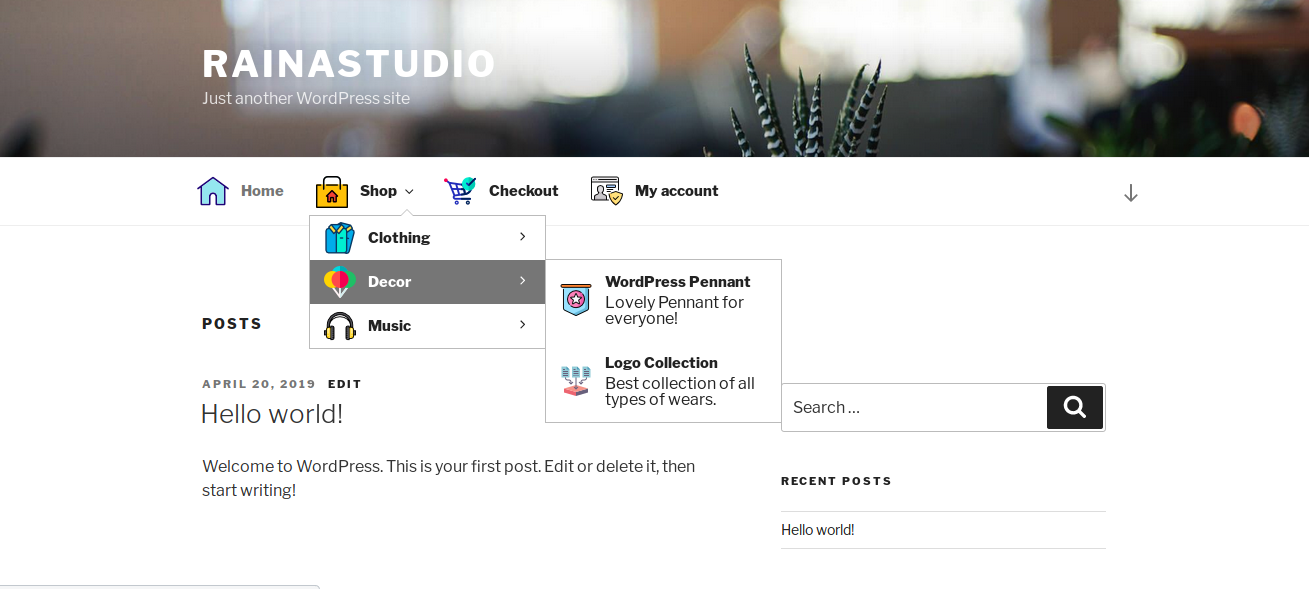 RAINASTUDIO
Just another WordPress site
Home
Shop
Checkout
My account
Clothing
Decor
Music
WordPress Pennant
Lovely Pennant for
everyone!
Logo Collection
Best collection of all
types of wears.
POSTS
APRIL 20, 2019 EDIT
Hello world!
Welcome to WordPress. This is your first post. Edit or delete it, then
start writing!
Search …
RECENT POSTS
Hello world!